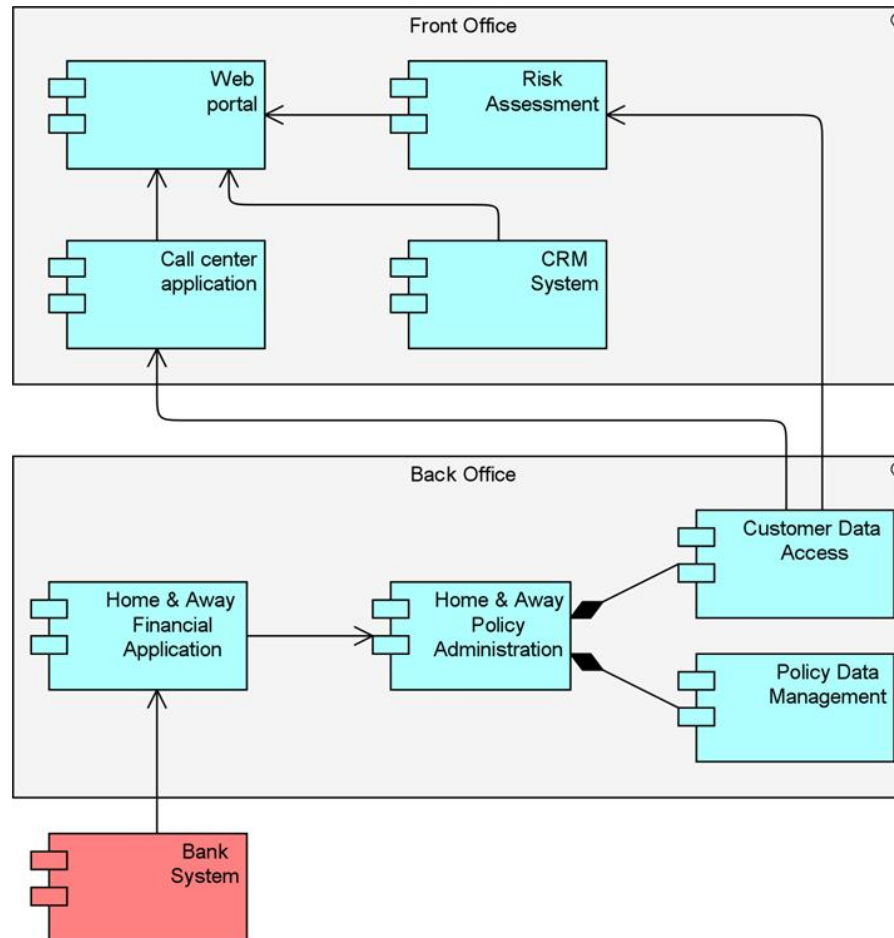 Front Office
Web
portal
Risk
Assessment
Call center
application
CRM
System
Back Office
Customer Data
Access
Home & Away
Financial
Application
Home & Away
Policy
Administration
Policy Data
Management
Bank
System